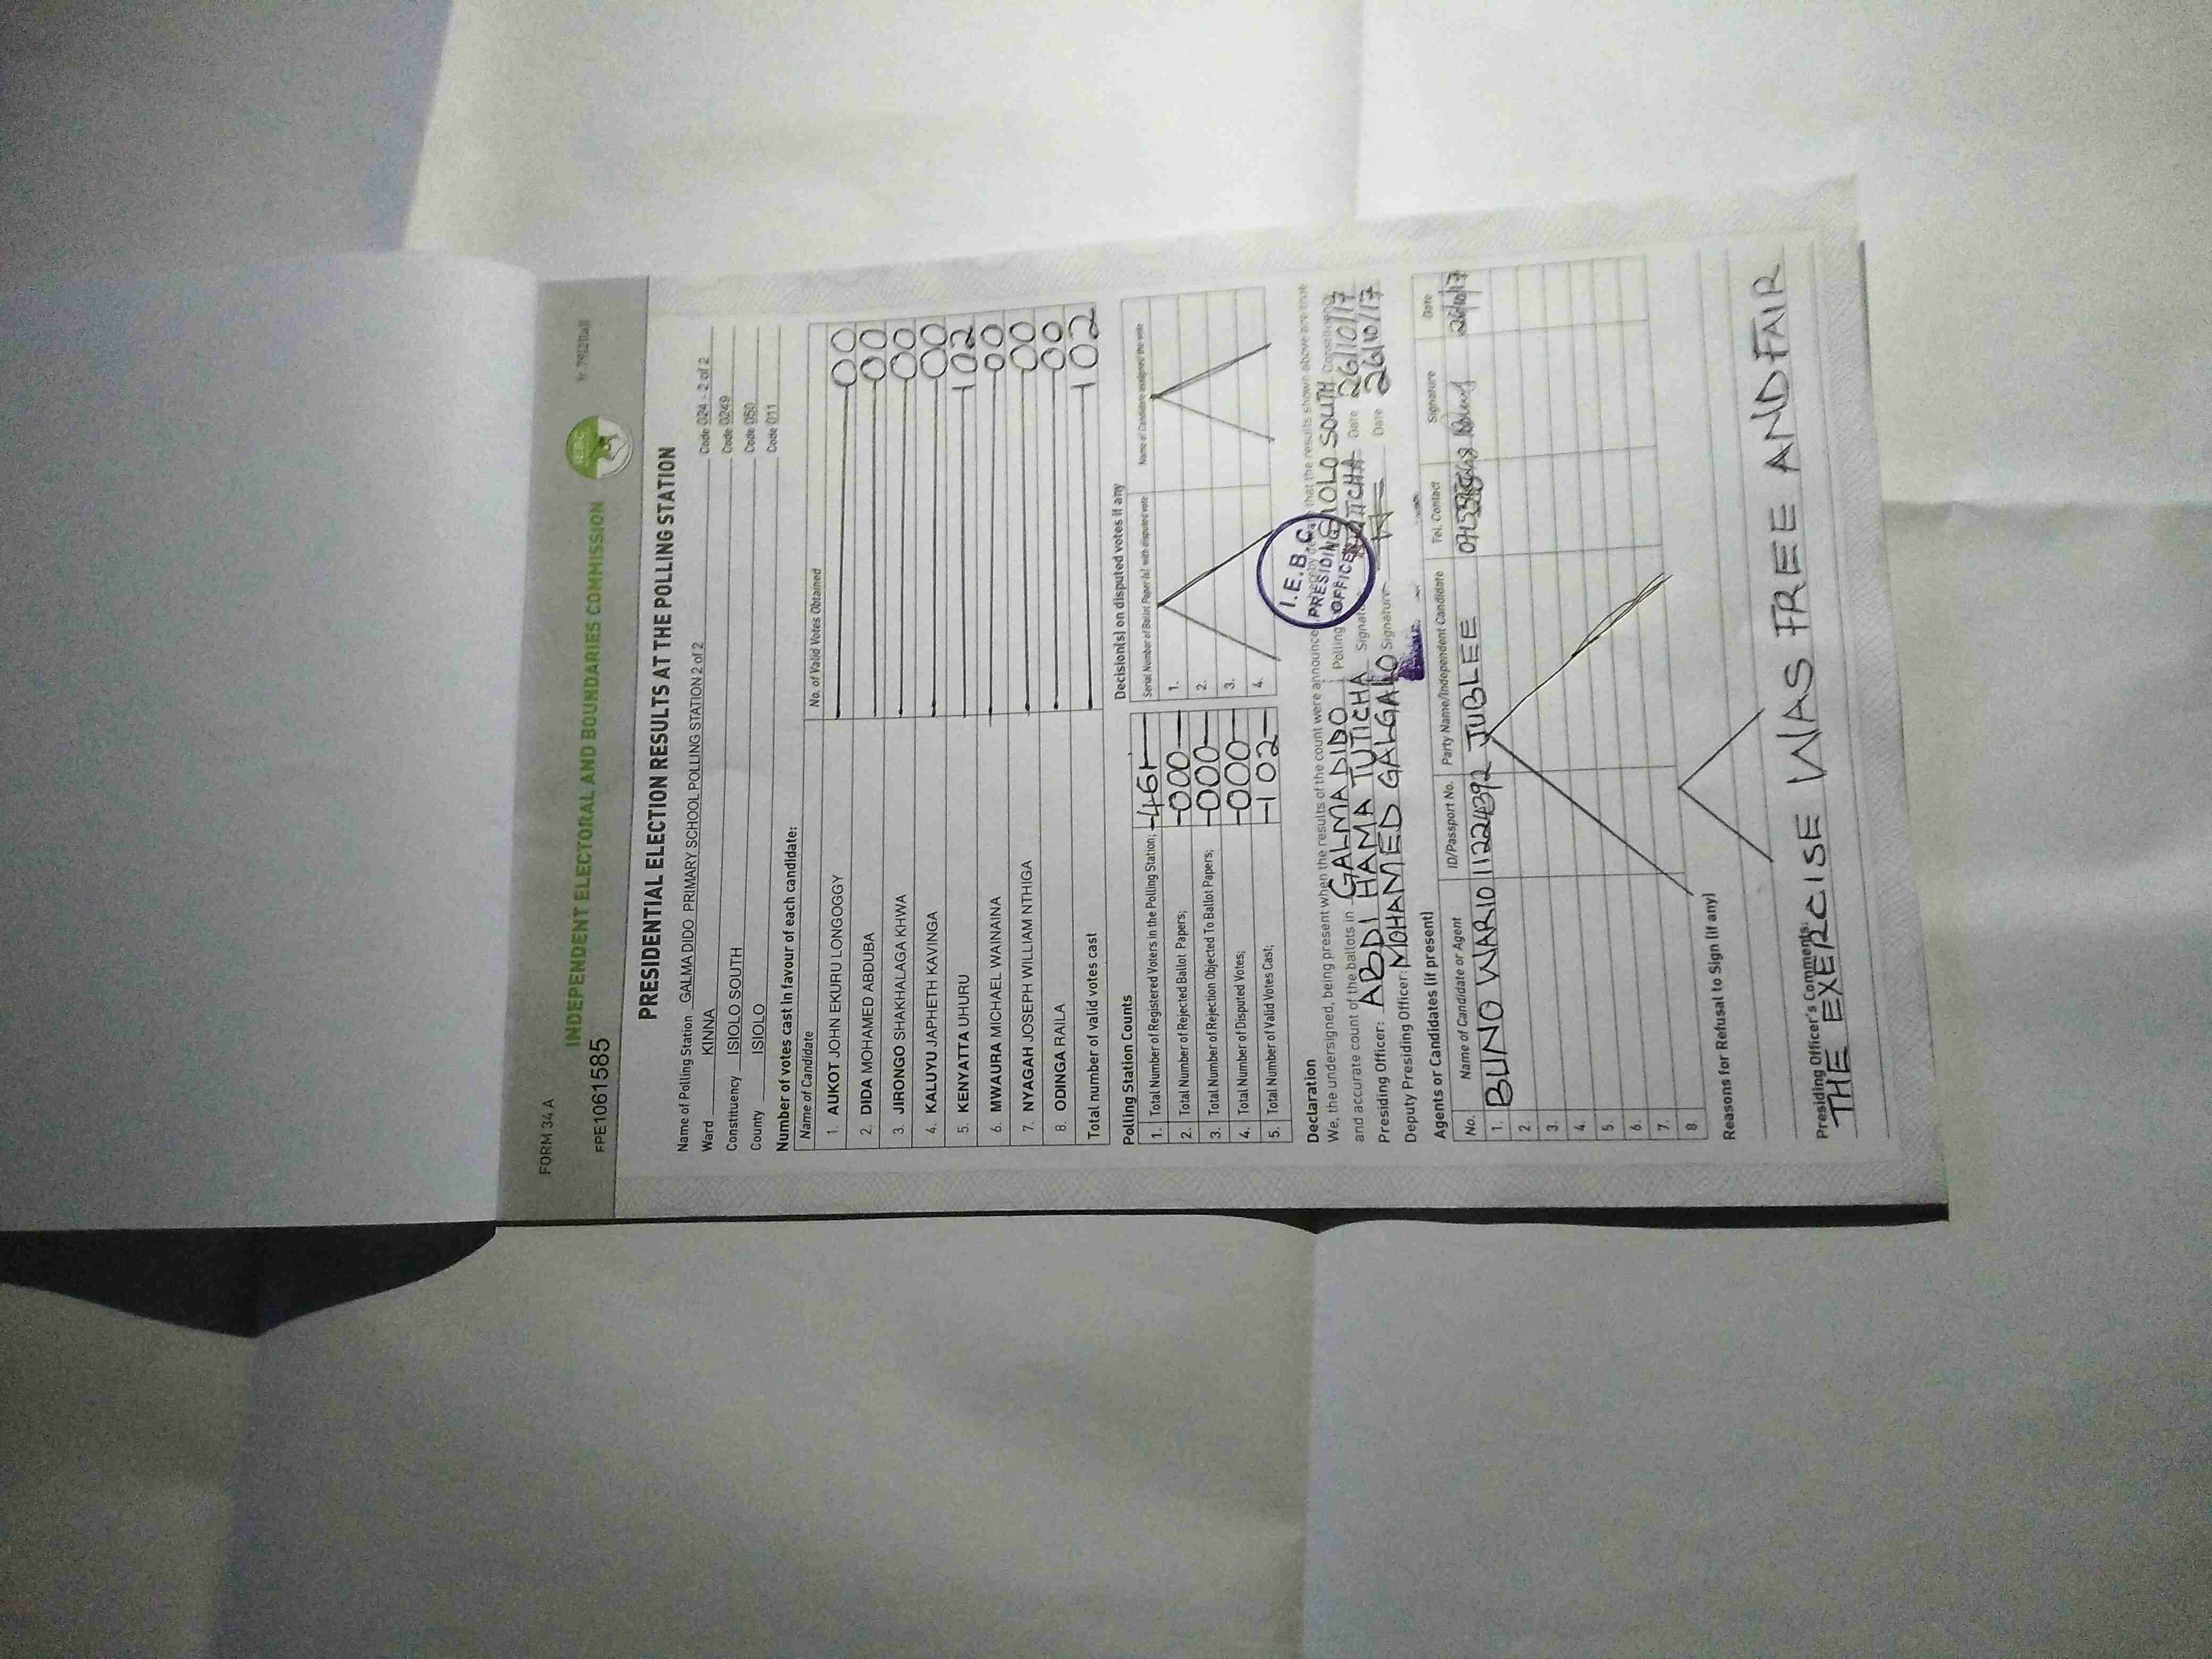 FORM 34 A
INDEPENDENT ELECTORAL AND BOUNDARIES COMMISSION
FPE1061585
PRESIDENTIAL ELECTION RESULTS AT THE POLLING STATION
Name of Polling Station GALMA DIDO PRIMARY SCHOOL POLLING STATION 2 of 2 Code 024 - 2 of 2
Ward KINNA Code 0249
Constituency ISIOLO SOUTH Code 050
County ISIOLO Code 011
Number of votes cast in favour of each candidate:
Name of Candidate No. of Valid Votes Obtained
1. AUKOT JOHN EKURU LONGOGGY 00
2. DIDA MOHAMED ABDUBA 00
3. JIRONGO SHAKHALAGA KHWA 00
4. KALUYU JAPHETH KAVINGA 00
5. KENYATTA UHURU 102
6. MWAURA MICHAEL WAINAINA 00
7. NYAGAH JOSEPH WILLIAM NTHIGA 00
8. ODINGA RAILA 00
Total number of valid votes cast 102
Polling Station Counts
1. Total Number of Registered Voters in the Polling Station; -461-
2. Total Number of Rejected Ballot Papers; -000-
3. Total Number of Rejection Objected To Ballot Papers; -000-
4. Total Number of Disputed Votes; -000-
5. Total Number of Valid Votes Cast; -102-
Decision(s) on disputed votes if any
Serial Number of Ballot Paper(s) with disputed vote Name of Candidate assigned the vote
1.
2.
3.
4.
I.E.B.C.
PRESIDING
OFFICER
Declaration
We, the undersigned, being present when the results of the count were announced, that the results shown above are true
and accurate count of the ballots in GALMA DIDO Polling SOUTH Constituency
Presiding Officer: ABDI HAMA TUTICHA Signature Date 26/10/17
Deputy Presiding Officer: MOHAMED GALGALO Signature Date 26/10/17
Agents or Candidates (if present)
No. Name of Candidate or Agent ID/Passport No. Party Name/Independent Candidate Tel. Contact Signature Date
1. BUNO WARIO 11224392 JUBLEE 26/10/17
2.
3.
4.
5.
6.
7.
8.
Reasons for Refusal to Sign (if any)
Presiding Officer's Comments:
THE EXERCISE WAS FREE AND FAIR